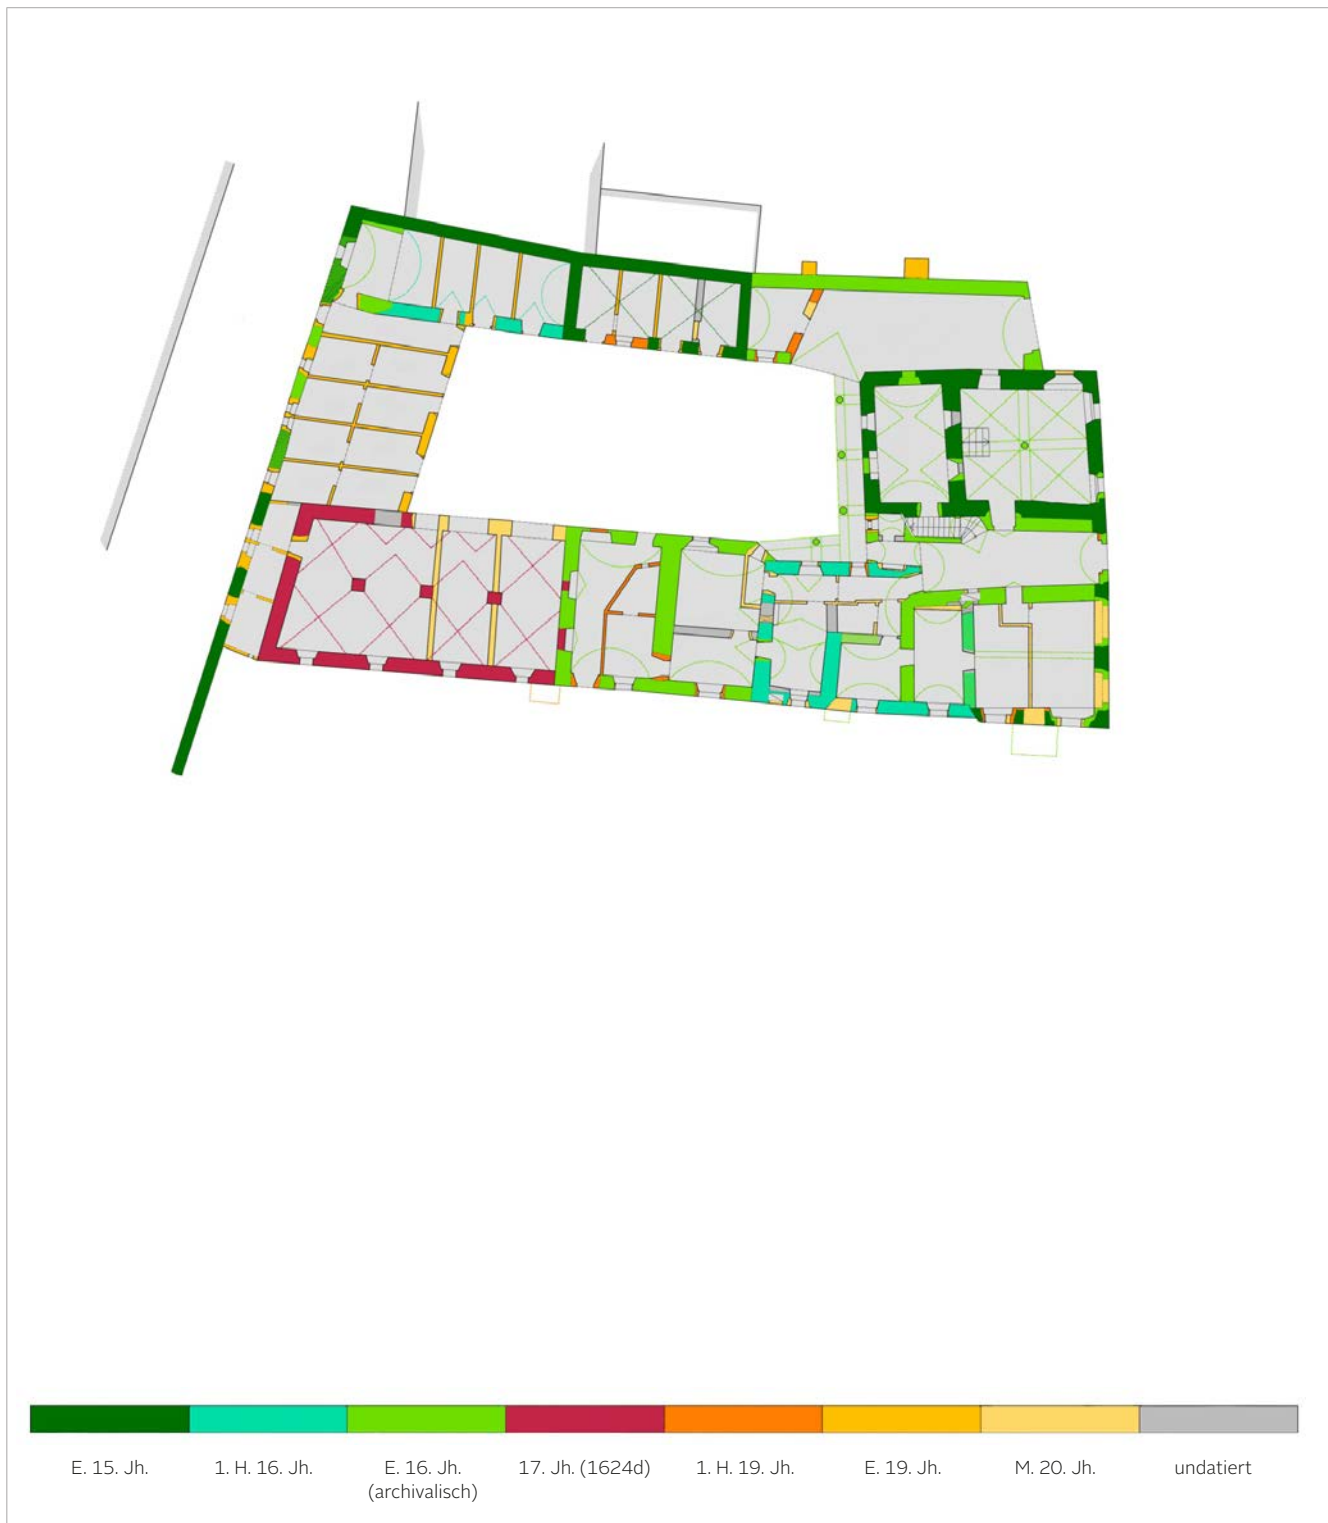 E. 15. Jh.
1. H. 16. Jh.
E. 16. Jh.
(archivalisch)
17. Jh. (1624d)
1. H. 19. Jh.
E. 19. Jh.
M. 20. Jh.
undatiert